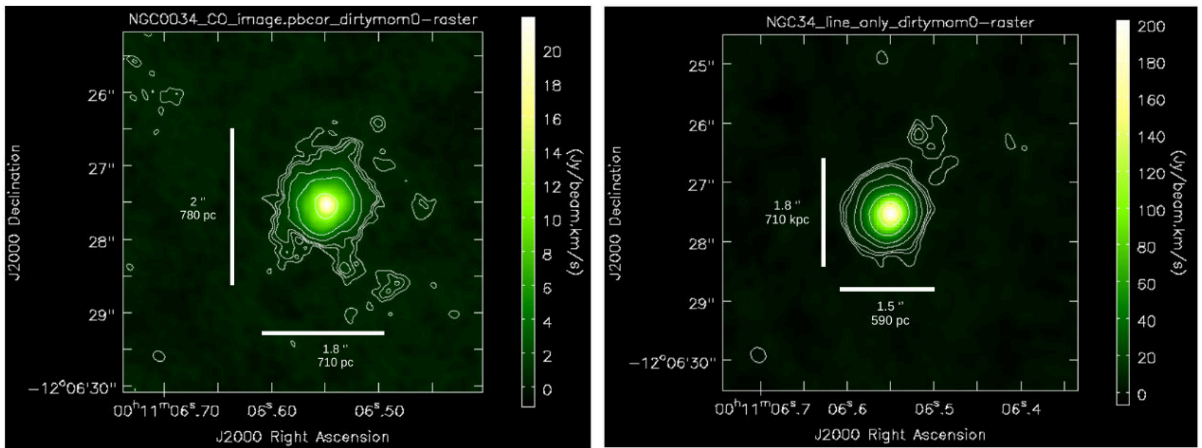 NGC0034_CO_image.pbcor_dirtymom0-raster
26''
27''
28''
29''
-12°06'30''
J2000 Declination
2 ''
780 pc
1.8 ''
710 pc
00ʰ11ᵐ06ˢ.70
06ˢ.60
06ˢ.50
J2000 Right Ascension
20
18
16
14
12
10
8
6
4
2
0
(Jy/beam.km/s)
NGC34_line_only_dirtymom0-raster
25''
26''
27''
28''
29''
-12°06'30''
J2000 Declination
1.8 ''
710 kpc
1.5 ''
590 pc
00ʰ11ᵐ06ˢ.7
06ˢ.6
06ˢ.5
06ˢ.4
J2000 Right Ascension
200
180
160
140
120
100
80
60
40
20
0
(Jy/beam.km/s)